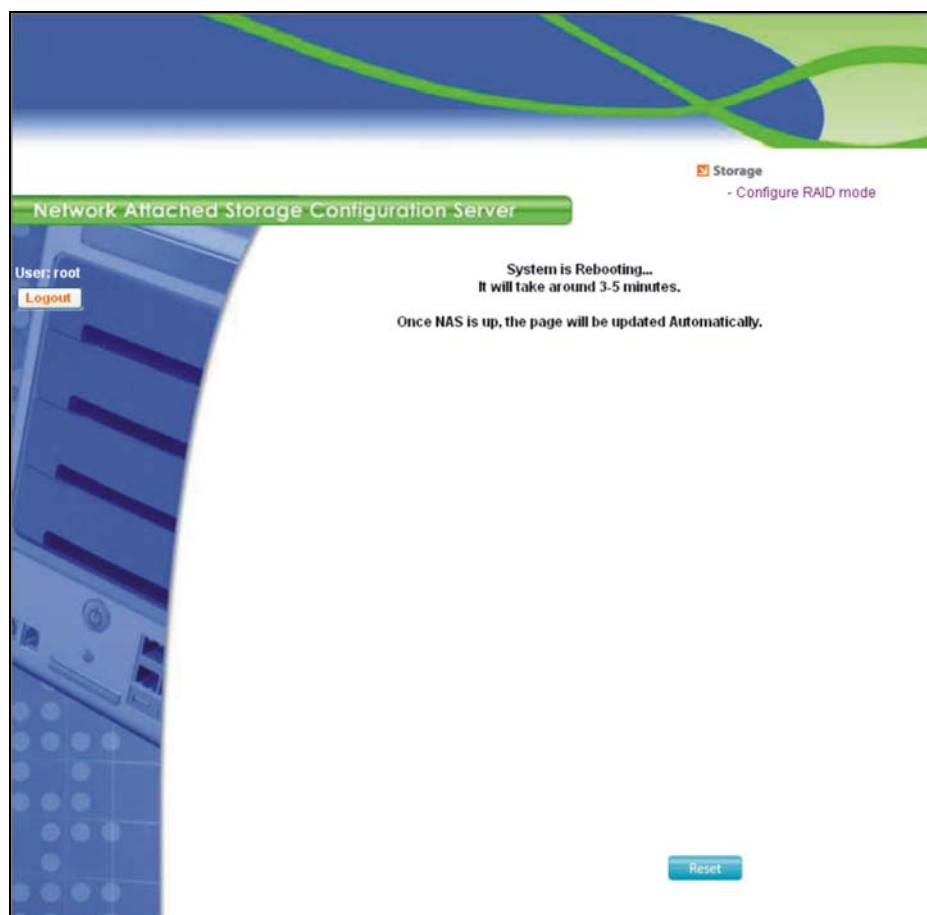 Storage
- Configure RAID mode
Network Attached Storage Configuration Server
User: root
Logout
System is Rebooting...
It will take around 3-5 minutes.
Once NAS is up, the page will be updated Automatically.
Reset